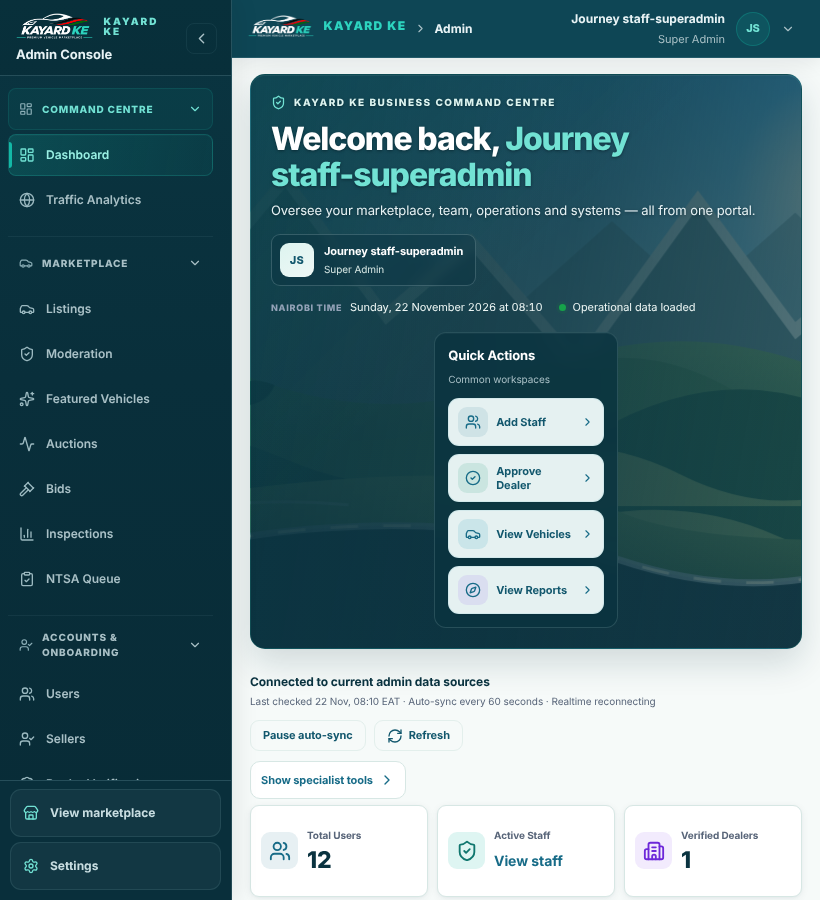 KAYARD KE
KAYARD
KE
Admin Console
COMMAND CENTRE
Dashboard
Traffic Analytics
MARKETPLACE
Listings
Moderation
Featured Vehicles
Auctions
Bids
Inspections
NTSA Queue
ACCOUNTS &
ONBOARDING
Users
Sellers
View marketplace
Settings
KAYARD KE
KAYARD KE
Admin
Journey staff-superadmin
Super Admin
JS
KAYARD KE BUSINESS COMMAND CENTRE
Welcome back, Journey
staff-superadmin
Oversee your marketplace, team, operations and systems — all from one portal.
JS
Journey staff-superadmin
Super Admin
NAIROBI TIME Sunday, 22 November 2026 at 08:10 Operational data loaded
Quick Actions
Common workspaces
Add Staff
Approve
Dealer
View Vehicles
View Reports
Connected to current admin data sources
Last checked 22 Nov, 08:10 EAT · Auto-sync every 60 seconds · Realtime reconnecting
Pause auto-sync
Refresh
Show specialist tools
Total Users
12
Active Staff
View staff
Verified Dealers
1